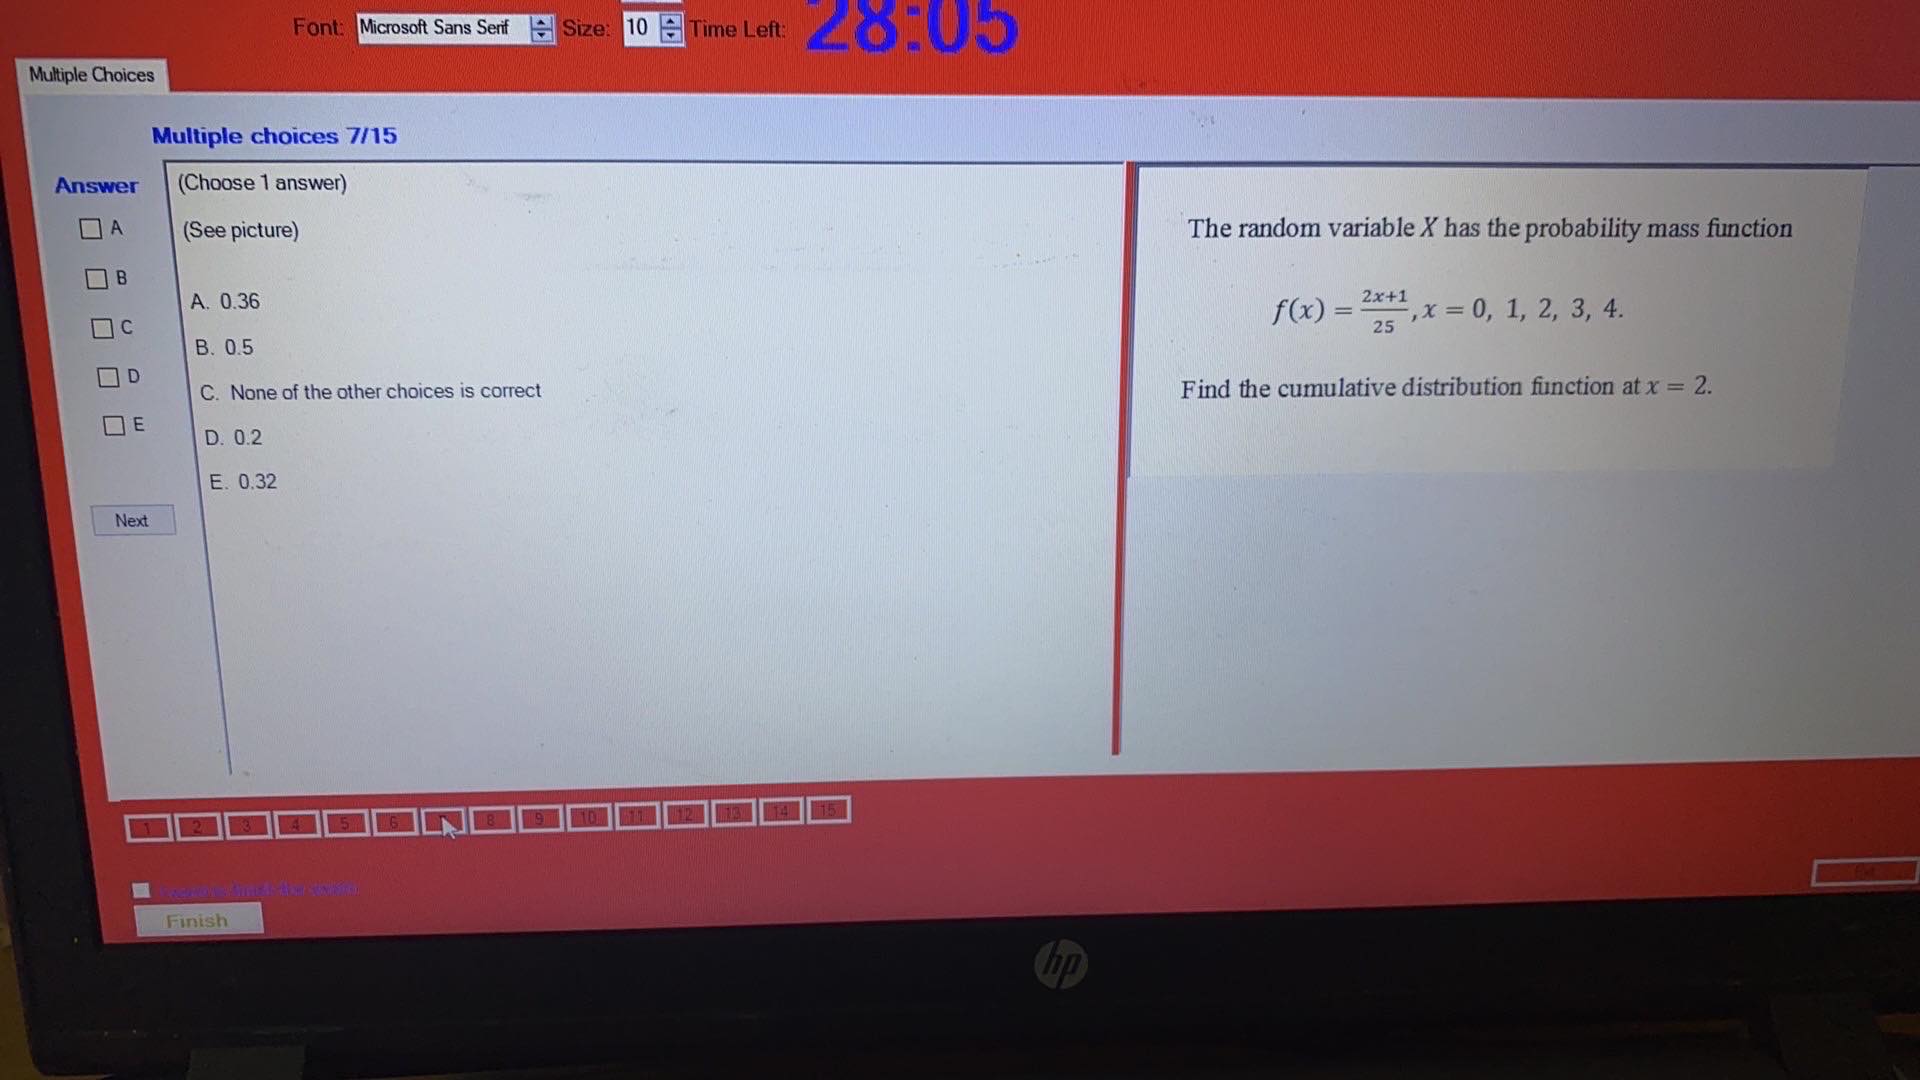 Font: Microsoft Sans Serif Size: 10 Time Left: 28:05
Multiple Choices
Multiple choices 7/15
Answer
A
B
C
D
E
Next
(Choose 1 answer)
(See picture)
A. 0.36
B. 0.5
C. None of the other choices is correct
D. 0.2
E. 0.32
The random variable X has the probability mass function
f(x) = (2x+1)/25, x = 0, 1, 2, 3, 4.
Find the cumulative distribution function at x = 2.
1 2 3 4 5 6 8 9 10 11 12 13 14 15
finish the
Finish
hp